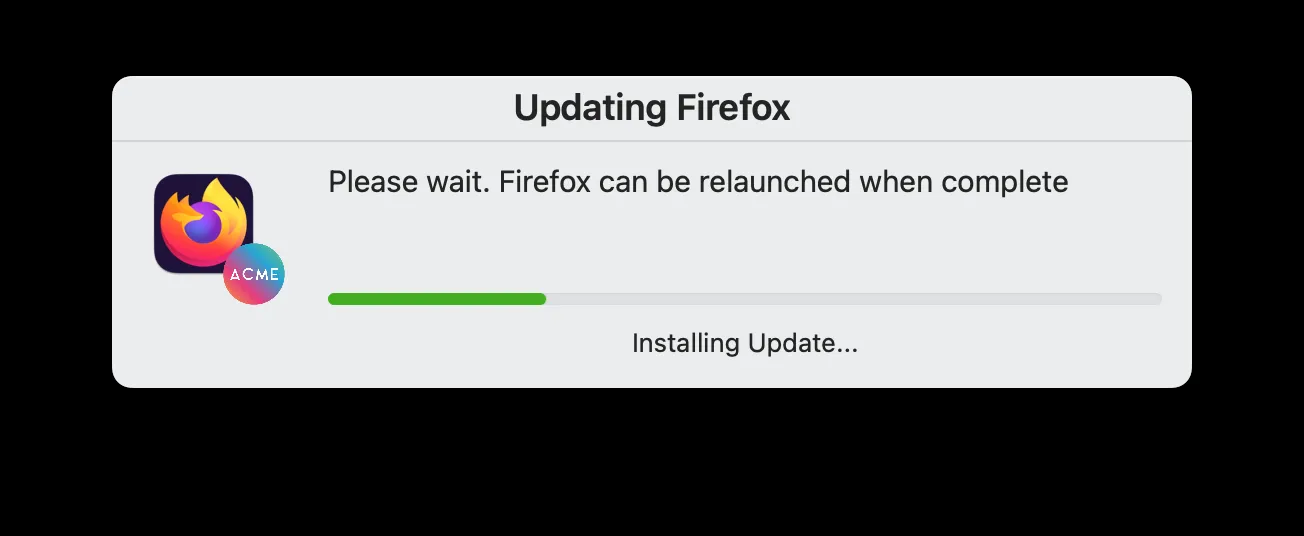 Updating Firefox
Please wait. Firefox can be relaunched when complete
ACME
Installing Update...